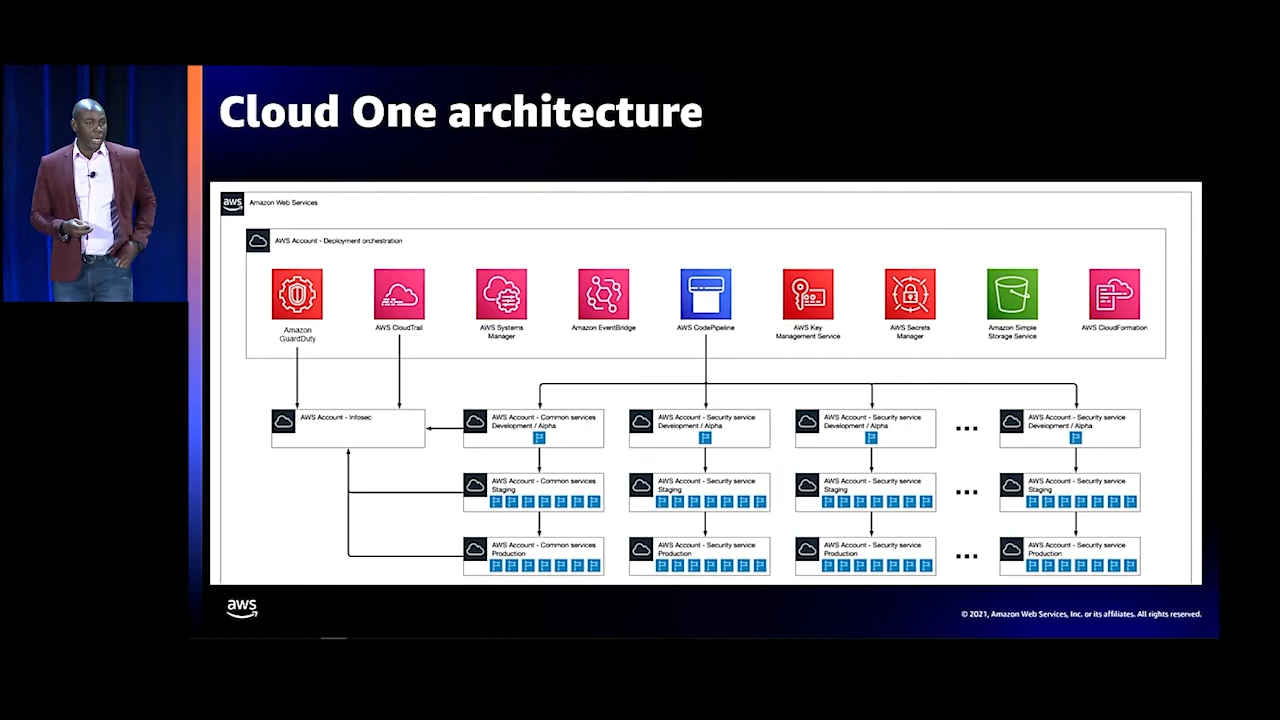 Cloud One architecture
aws
Amazon Web Services
AWS Account - Deployment orchestration
Amazon
GuardDuty
AWS CloudTrail
AWS Systems
Manager
Amazon EventBridge
AWS CodePipeline
AWS Key
Management Service
AWS Secrets
Manager
Amazon Simple
Storage Service
AWS CloudFormation
AWS Account - Infosec
AWS Account - Common services
Development / Alpha
AWS Account - Security service
Development / Alpha
AWS Account - Security service
Development / Alpha
...
AWS Account - Security service
Development / Alpha
AWS Account - Common services
Staging
AWS Account - Security service
Staging
AWS Account - Security service
Staging
...
AWS Account - Security service
Staging
AWS Account - Common services
Production
AWS Account - Security service
Production
AWS Account - Security service
Production
...
AWS Account - Security service
Production
aws
© 2021, Amazon Web Services, Inc. or its affiliates. All rights reserved.